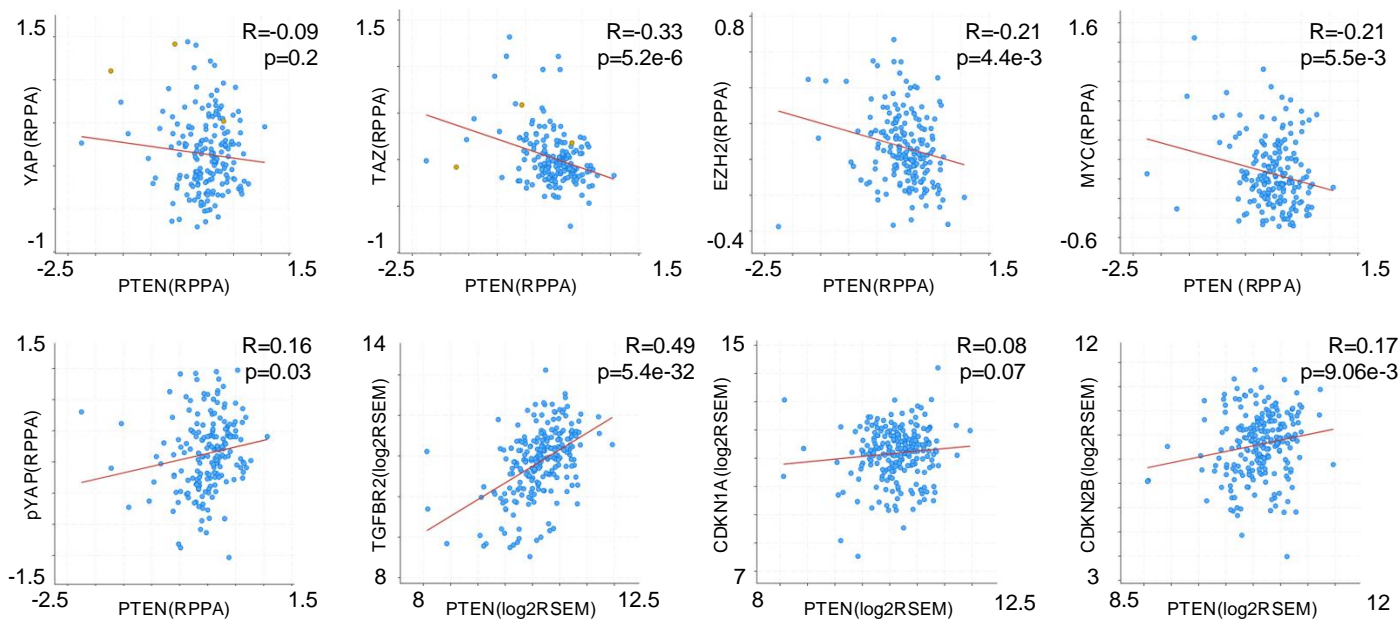 1.5
R=-0.09
p=0.2
YAP(RPPA)
-1
-2.5
1.5
PTEN(RPPA)
1.5
R=-0.33
p=5.2e-6
TAZ(RPPA)
-1
-2.5
1.5
PTEN(RPPA)
0.8
R=-0.21
p=4.4e-3
EZH2(RPPA)
-0.4
-2.5
1.5
PTEN(RPPA)
1.6
R=-0.21
p=5.5e-3
MYC(RPPA)
-0.6
-2.5
1.5
PTEN (RPPA)
1.5
R=0.16
p=0.03
pYAP(RPPA)
-1.5
-2.5
1.5
PTEN(RPPA)
14
R=0.49
p=5.4e-32
TGFBR2(log2RSEM)
8
8
12.5
PTEN(log2RSEM)
15
R=0.08
p=0.07
CDKN1A(log2RSEM)
7
8
12.5
PTEN(log2RSEM)
12
R=0.17
p=9.06e-3
CDKN2B(log2RSEM)
3
8.5
12
PTEN(log2RSEM)